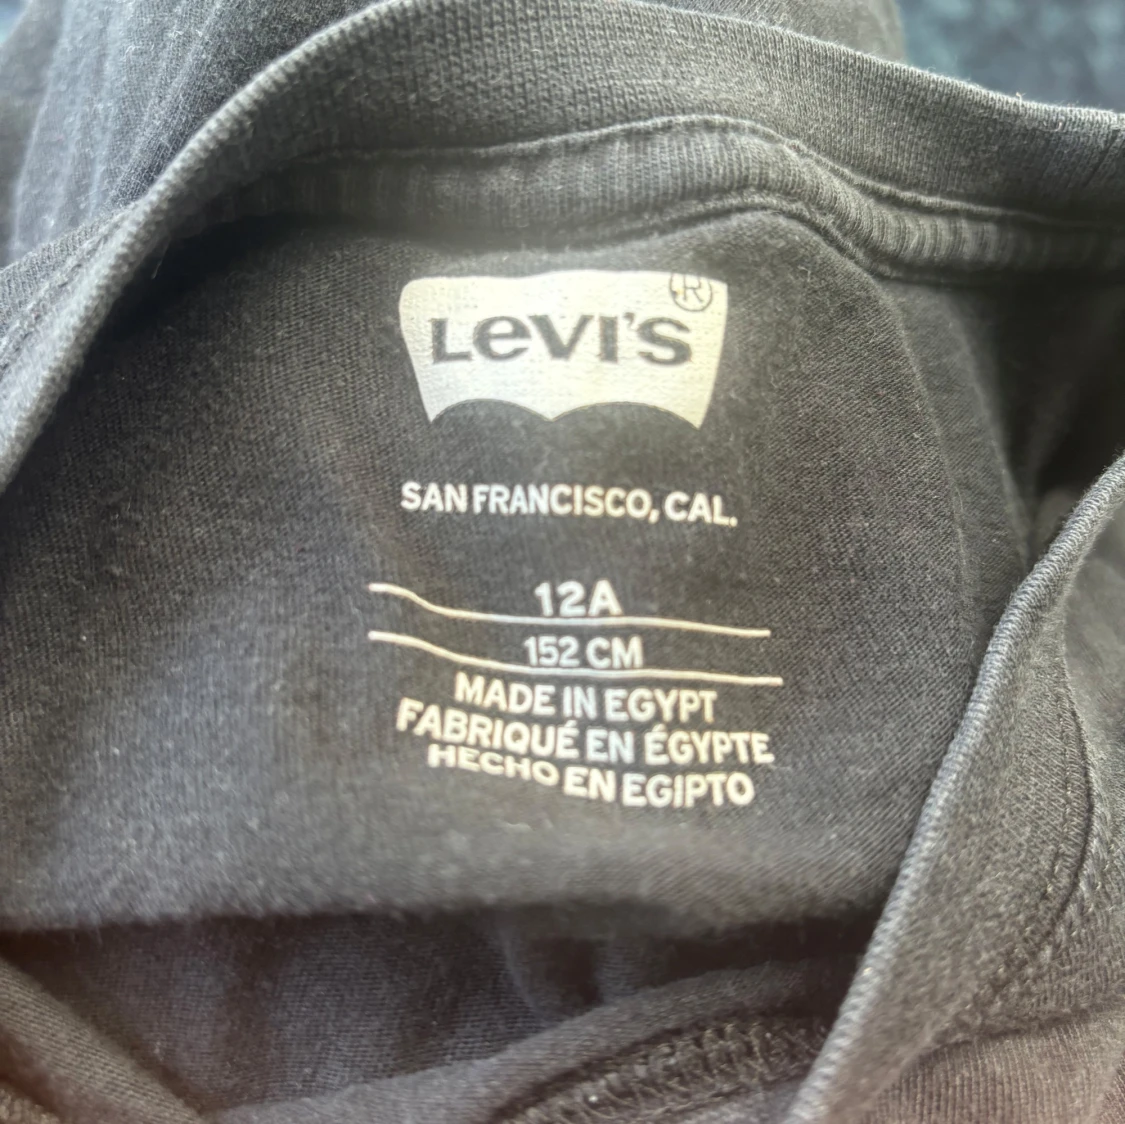 LEVI'S®
SAN FRANCISCO, CAL.
12A
152 CM
MADE IN EGYPT
FABRIQUÉ EN ÉGYPTE
HECHO EN EGIPTO